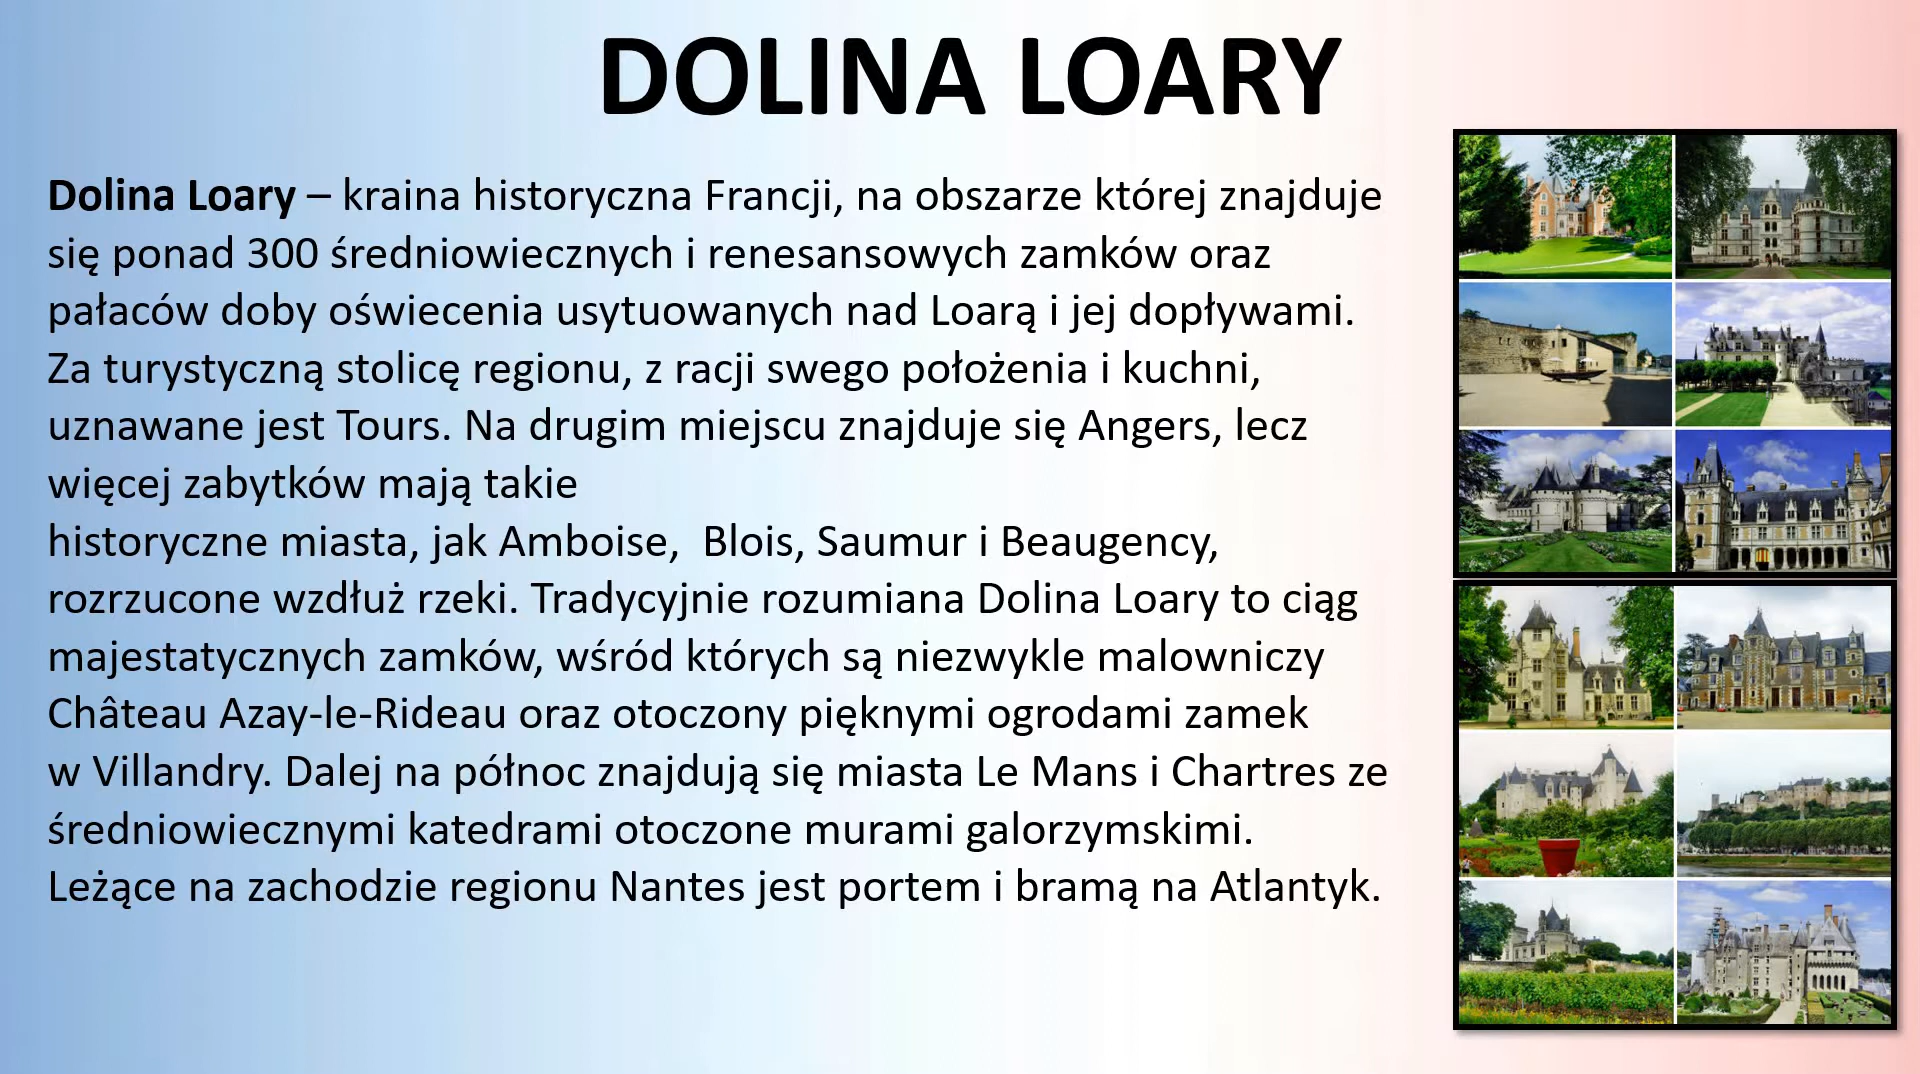 DOLINA LOARY
Dolina Loary – kraina historyczna Francji, na obszarze której znajduje
się ponad 300 średniowiecznych i renesansowych zamków oraz
pałaców doby oświecenia usytuowanych nad Loarą i jej dopływami.
Za turystyczną stolicę regionu, z racji swego położenia i kuchni,
uznawane jest Tours. Na drugim miejscu znajduje się Angers, lecz
więcej zabytków mają takie
historyczne miasta, jak Amboise,  Blois, Saumur i Beaugency,
rozrzucone wzdłuż rzeki. Tradycyjnie rozumiana Dolina Loary to ciąg
majestatycznych zamków, wśród których są niezwykle malowniczy
Château Azay-le-Rideau oraz otoczony pięknymi ogrodami zamek
w Villandry. Dalej na północ znajdują się miasta Le Mans i Chartres ze
średniowiecznymi katedrami otoczone murami galorzymskimi.
Leżące na zachodzie regionu Nantes jest portem i bramą na Atlantyk.